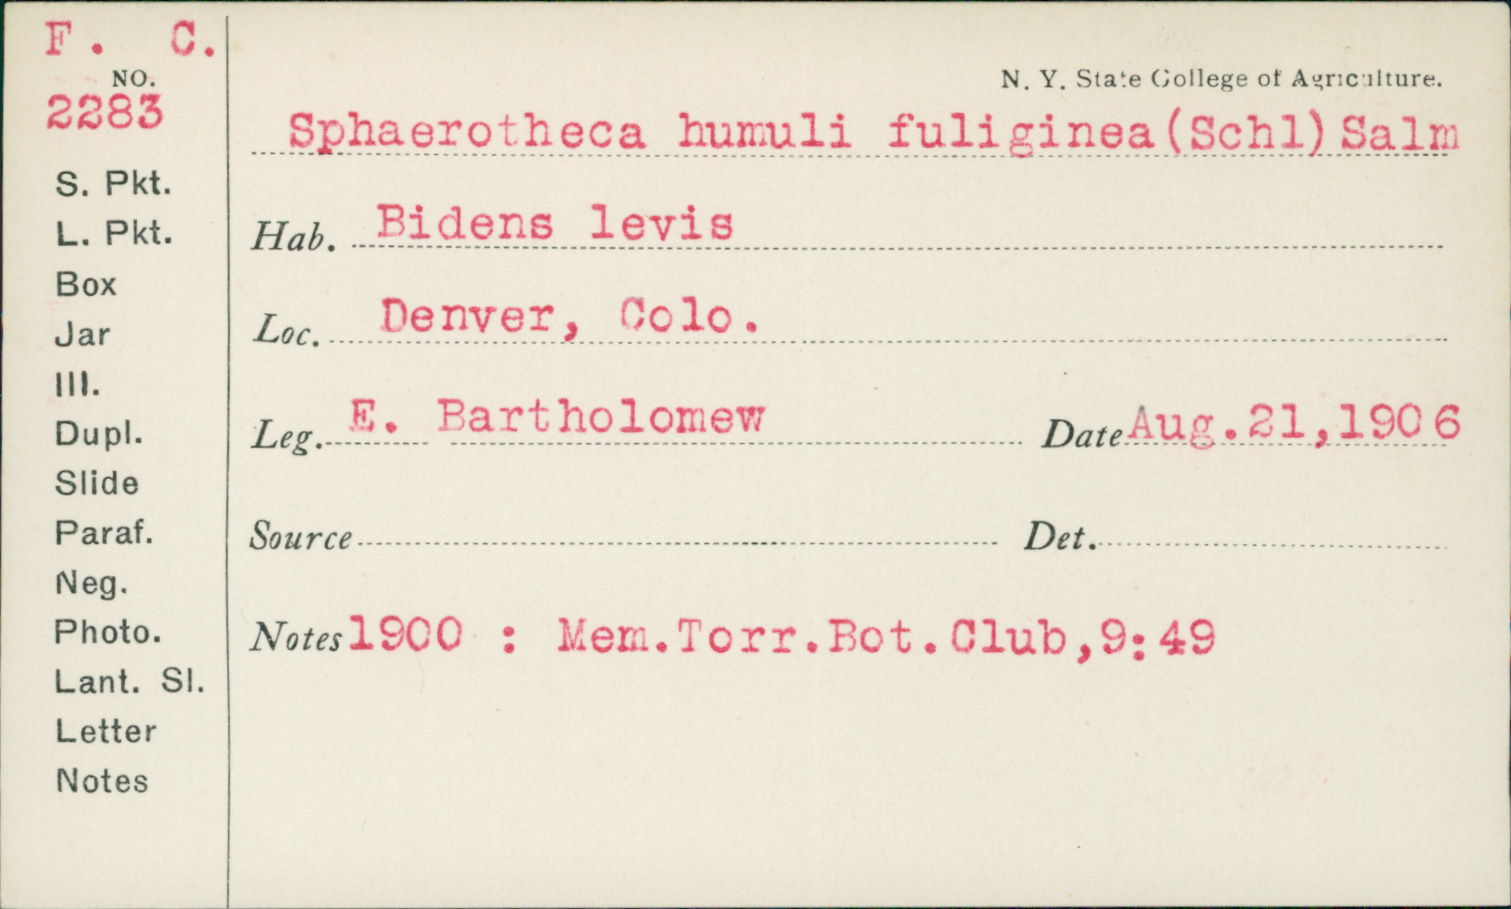 F. C.
NO.
2283
S. Pkt.
L. Pkt.
Box
Jar
Ill.
Dupl.
Slide
Paraf.
Neg.
Photo.
Lant. Sl.
Letter
Notes
N. Y. State College of Agriculture.
Sphaerotheca humuli fuliginea(Schl)Salm
Hab. Bidens levis
Loc. Denver, Colo.
Leg. E. Bartholomew Date Aug.21,1906
Source Det.
Notes 1900 : Mem.Torr.Bot.Club,9:49